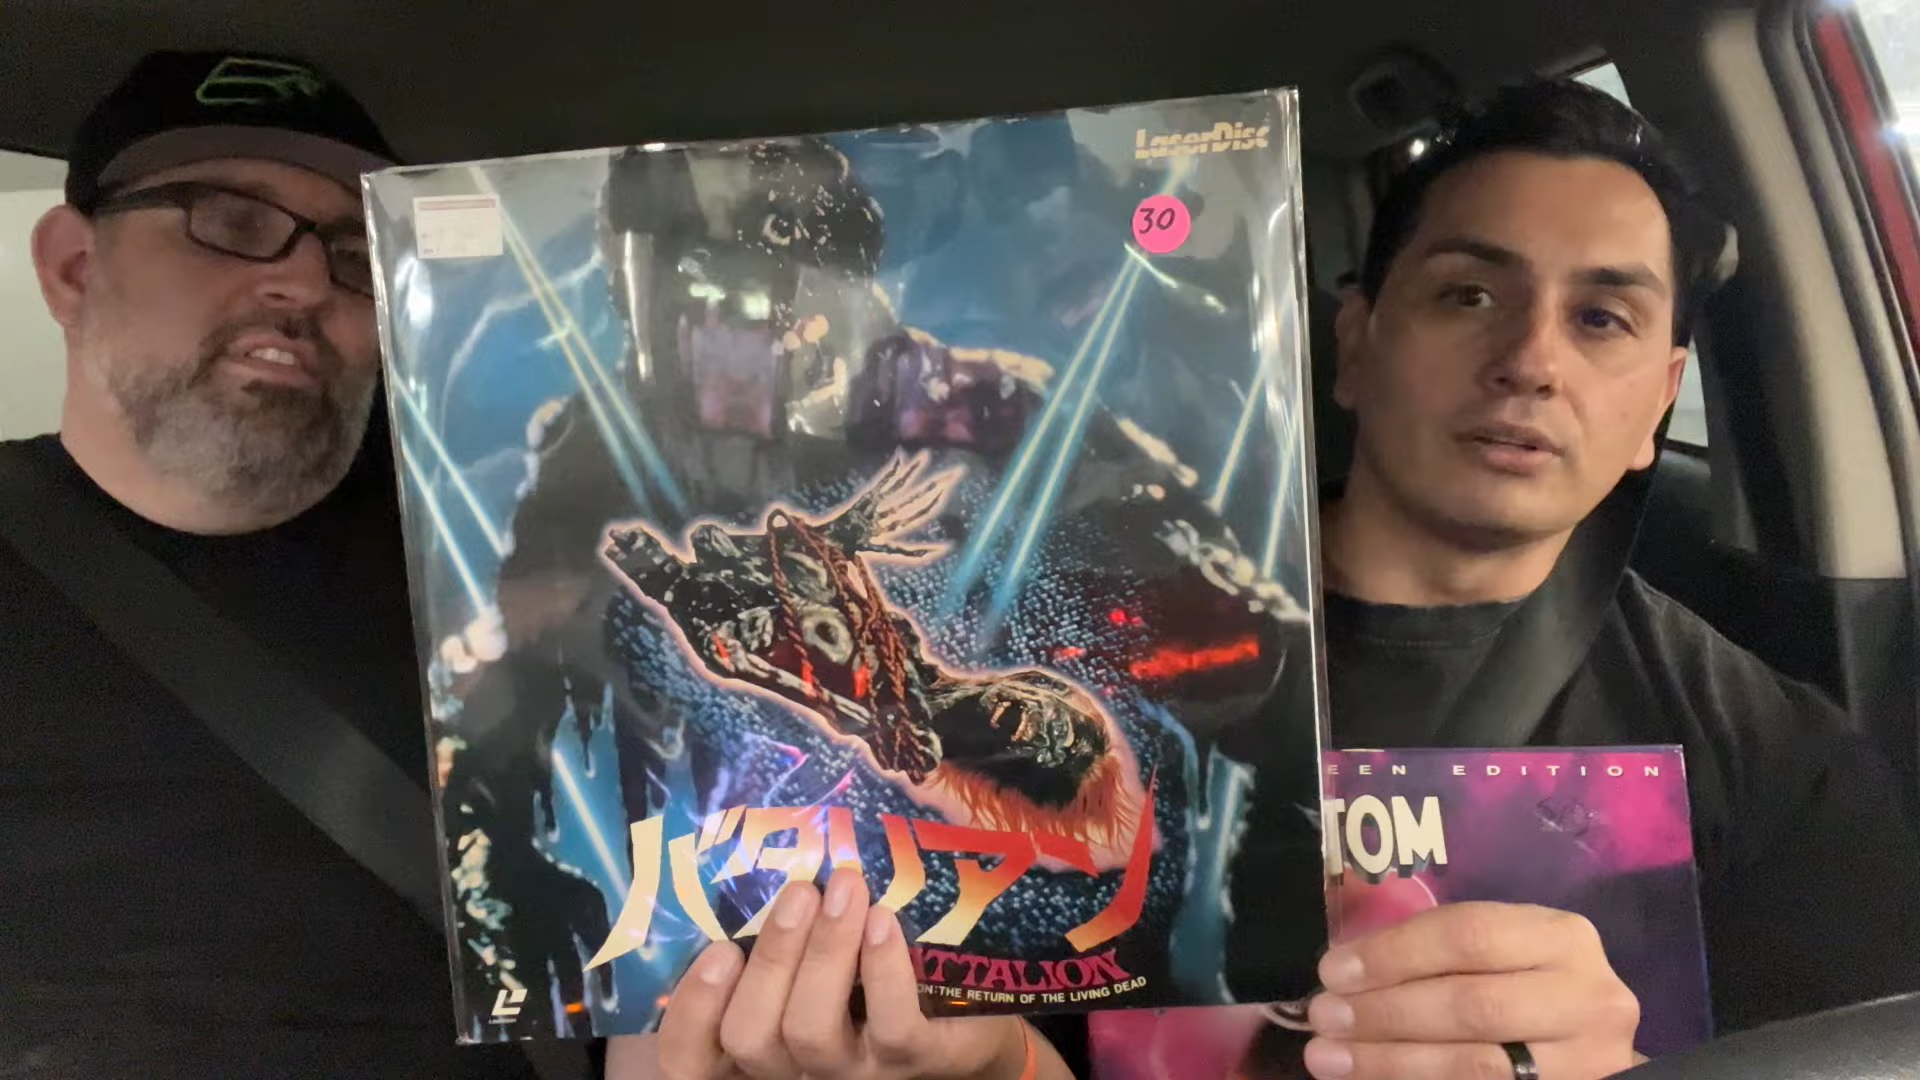 LaserDisc
30
バタリアン
ATTALION
ON:THE RETURN OF THE LIVING DEAD
EEN EDITION
TOM